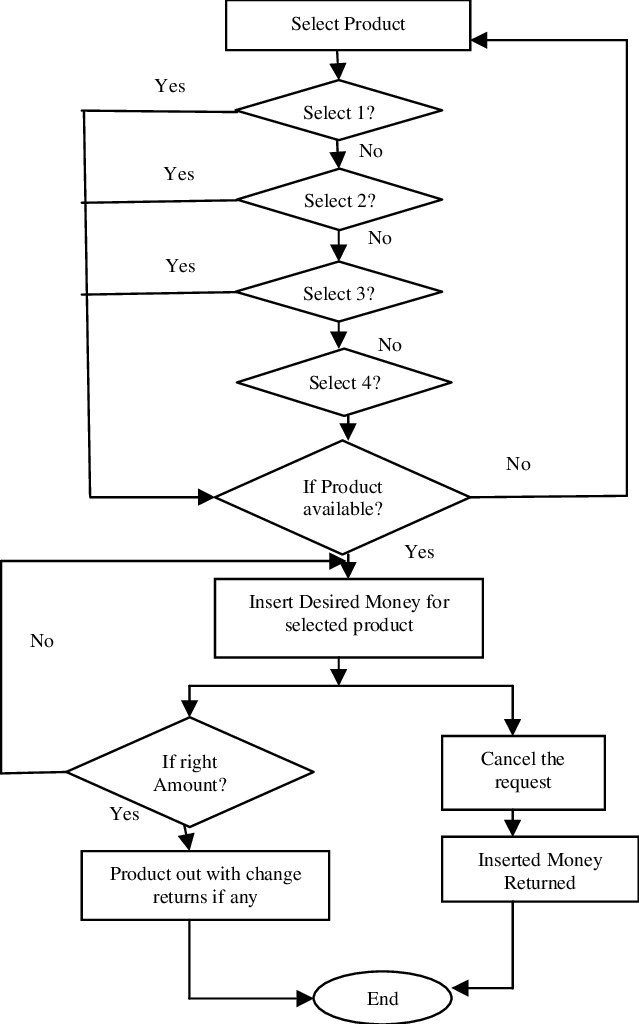 Select Product
Yes
Select 1?
No
Yes
Select 2?
No
Yes
Select 3?
No
Select 4?
If Product
available?
No
Yes
Insert Desired Money for
selected product
No
If right
Amount?
Cancel the
request
Yes
Product out with change
returns if any
Inserted Money
Returned
End